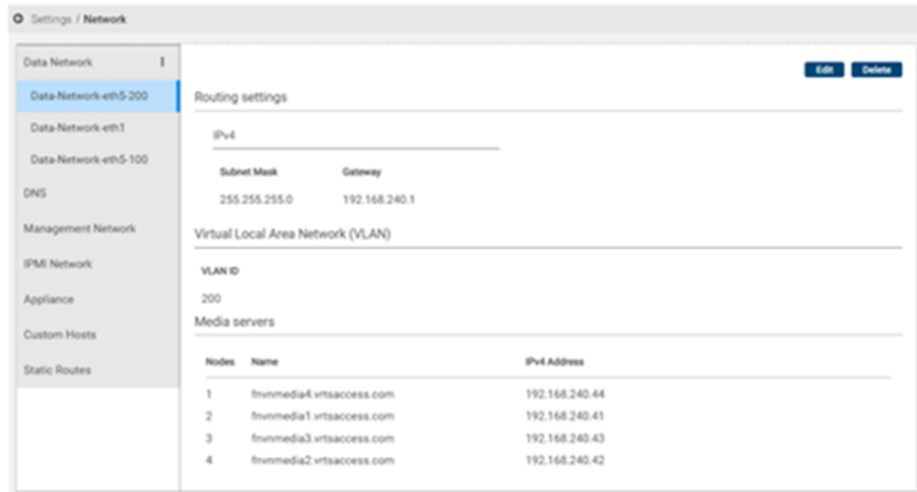 Settings / Network
Data Network
Data-Network-eth5-200
Data-Network-eth1
Data-Network-eth5-100
DNS
Management Network
IPMI Network
Appliance
Custom Hosts
Static Routes
Edit Delete
Routing settings
IPv4
Subnet Mask Gateway
255.255.255.0 192.168.240.1
Virtual Local Area Network (VLAN)
VLAN ID
200
Media servers
Nodes Name IPv4 Address
1 fnvnmedia4.vrtsaccess.com 192.168.240.44
2 fnvnmedia1.vrtsaccess.com 192.168.240.41
3 fnvnmedia3.vrtsaccess.com 192.168.240.43
4 fnvnmedia2.vrtsaccess.com 192.168.240.42